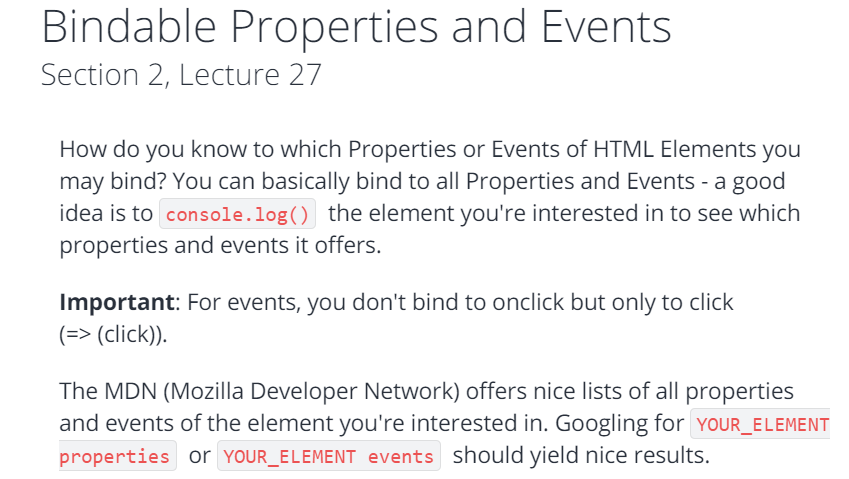 Bindable Properties and Events
Section 2, Lecture 27
How do you know to which Properties or Events of HTML Elements you
may bind? You can basically bind to all Properties and Events - a good
idea is to console.log() the element you're interested in to see which
properties and events it offers.
Important: For events, you don't bind to onclick but only to click
(=> (click)).
The MDN (Mozilla Developer Network) offers nice lists of all properties
and events of the element you're interested in. Googling for YOUR_ELEMENT
properties or YOUR_ELEMENT events should yield nice results.